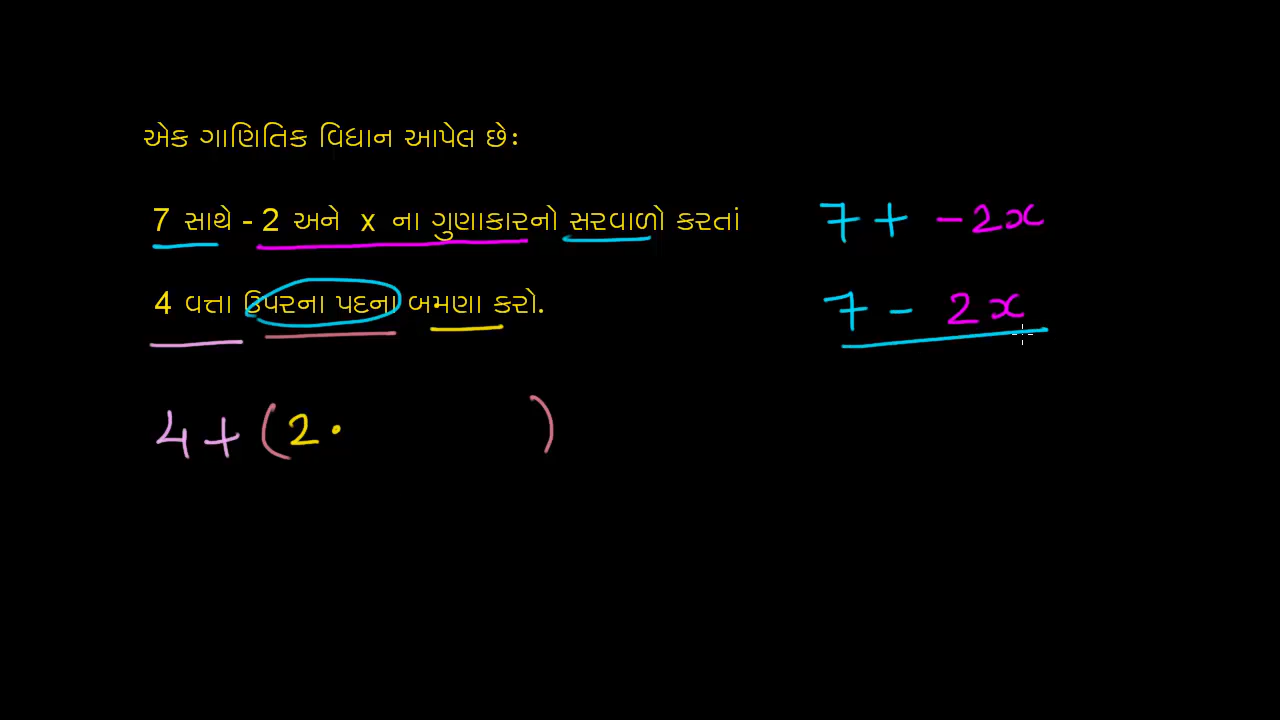 એક ગાણિતિક વિધાન આપેલ છે:
7 સાથે - 2 અને x ના ગુણાકારનો સરવાળો કરતાં
7 + - 2x
4 વત્તા ઉપરના પદના બમણા કરો.
7 - 2x
4 + ( 2 · )